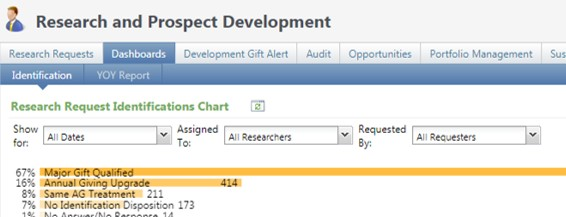 Research and Prospect Development
Research Requests Dashboards Development Gift Alert Audit Opportunities Portfolio Management Sus
Identification YOY Report
Research Request Identifications Chart
Show for: All Dates Assigned To: All Researchers Requested By: All Requesters
67% Major Gift Qualified
16% Annual Giving Upgrade 414
8% Same AG Treatment 211
7% No Identification Disposition 173
1% No Answer/No Response 14